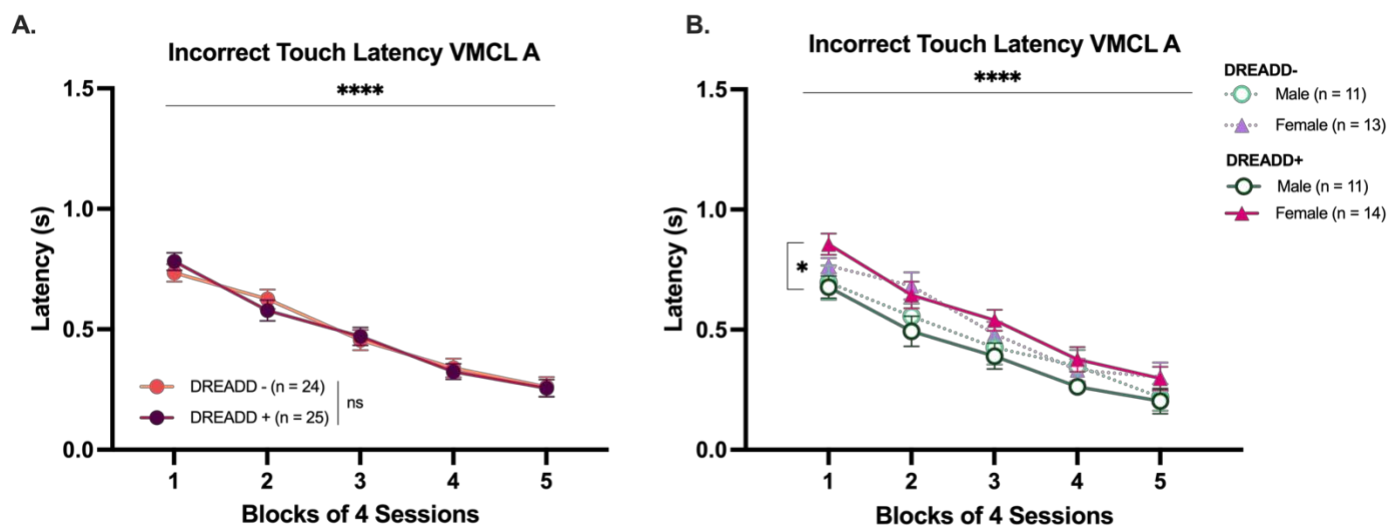 A.
Incorrect Touch Latency VMCL A
****
1.5
1.0
0.5
0.0
Latency (s)
DREADD - (n = 24)
DREADD + (n = 25)
ns
1 2 3 4 5
Blocks of 4 Sessions
B.
Incorrect Touch Latency VMCL A
****
1.5
1.0
0.5
0.0
Latency (s)
*
1 2 3 4 5
Blocks of 4 Sessions
DREADD-
Male (n = 11)
Female (n = 13)
DREADD+
Male (n = 11)
Female (n = 14)